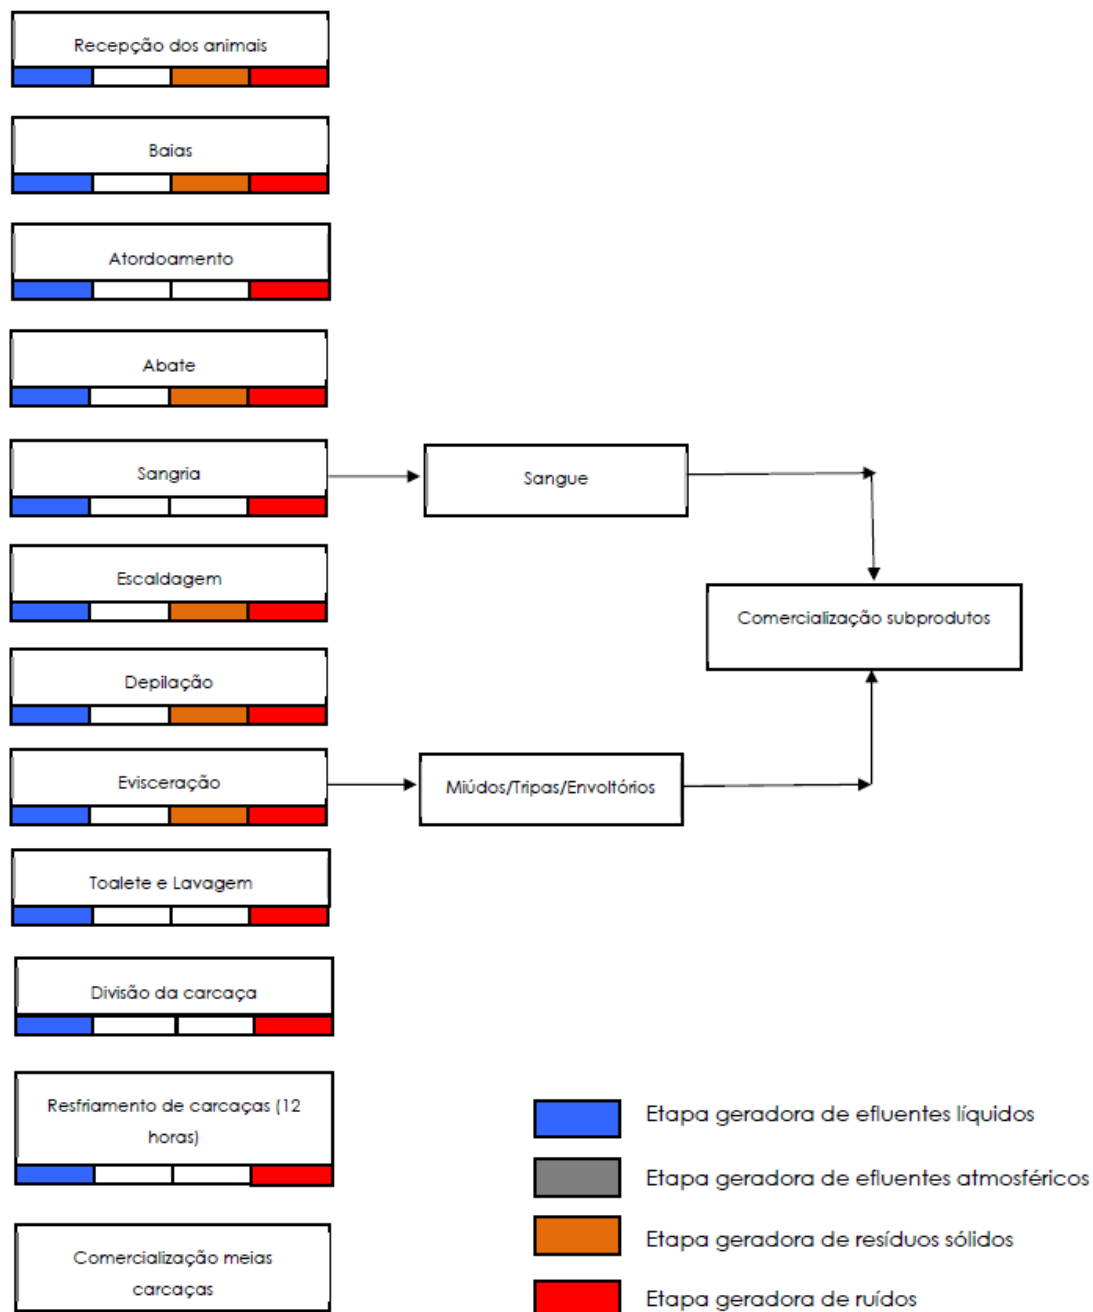 Recepção dos animais
Baias
Atordoamento
Abate
Sangria
Sangue
Escaldagem
Comercialização subprodutos
Depilação
Evisceração
Miúdos/Tripas/Envoltórios
Toalete e Lavagem
Divisão da carcaça
Resfriamento de carcaças (12
horas)
Comercialização meias
carcaças
Etapa geradora de efluentes líquidos
Etapa geradora de efluentes atmosféricos
Etapa geradora de resíduos sólidos
Etapa geradora de ruídos